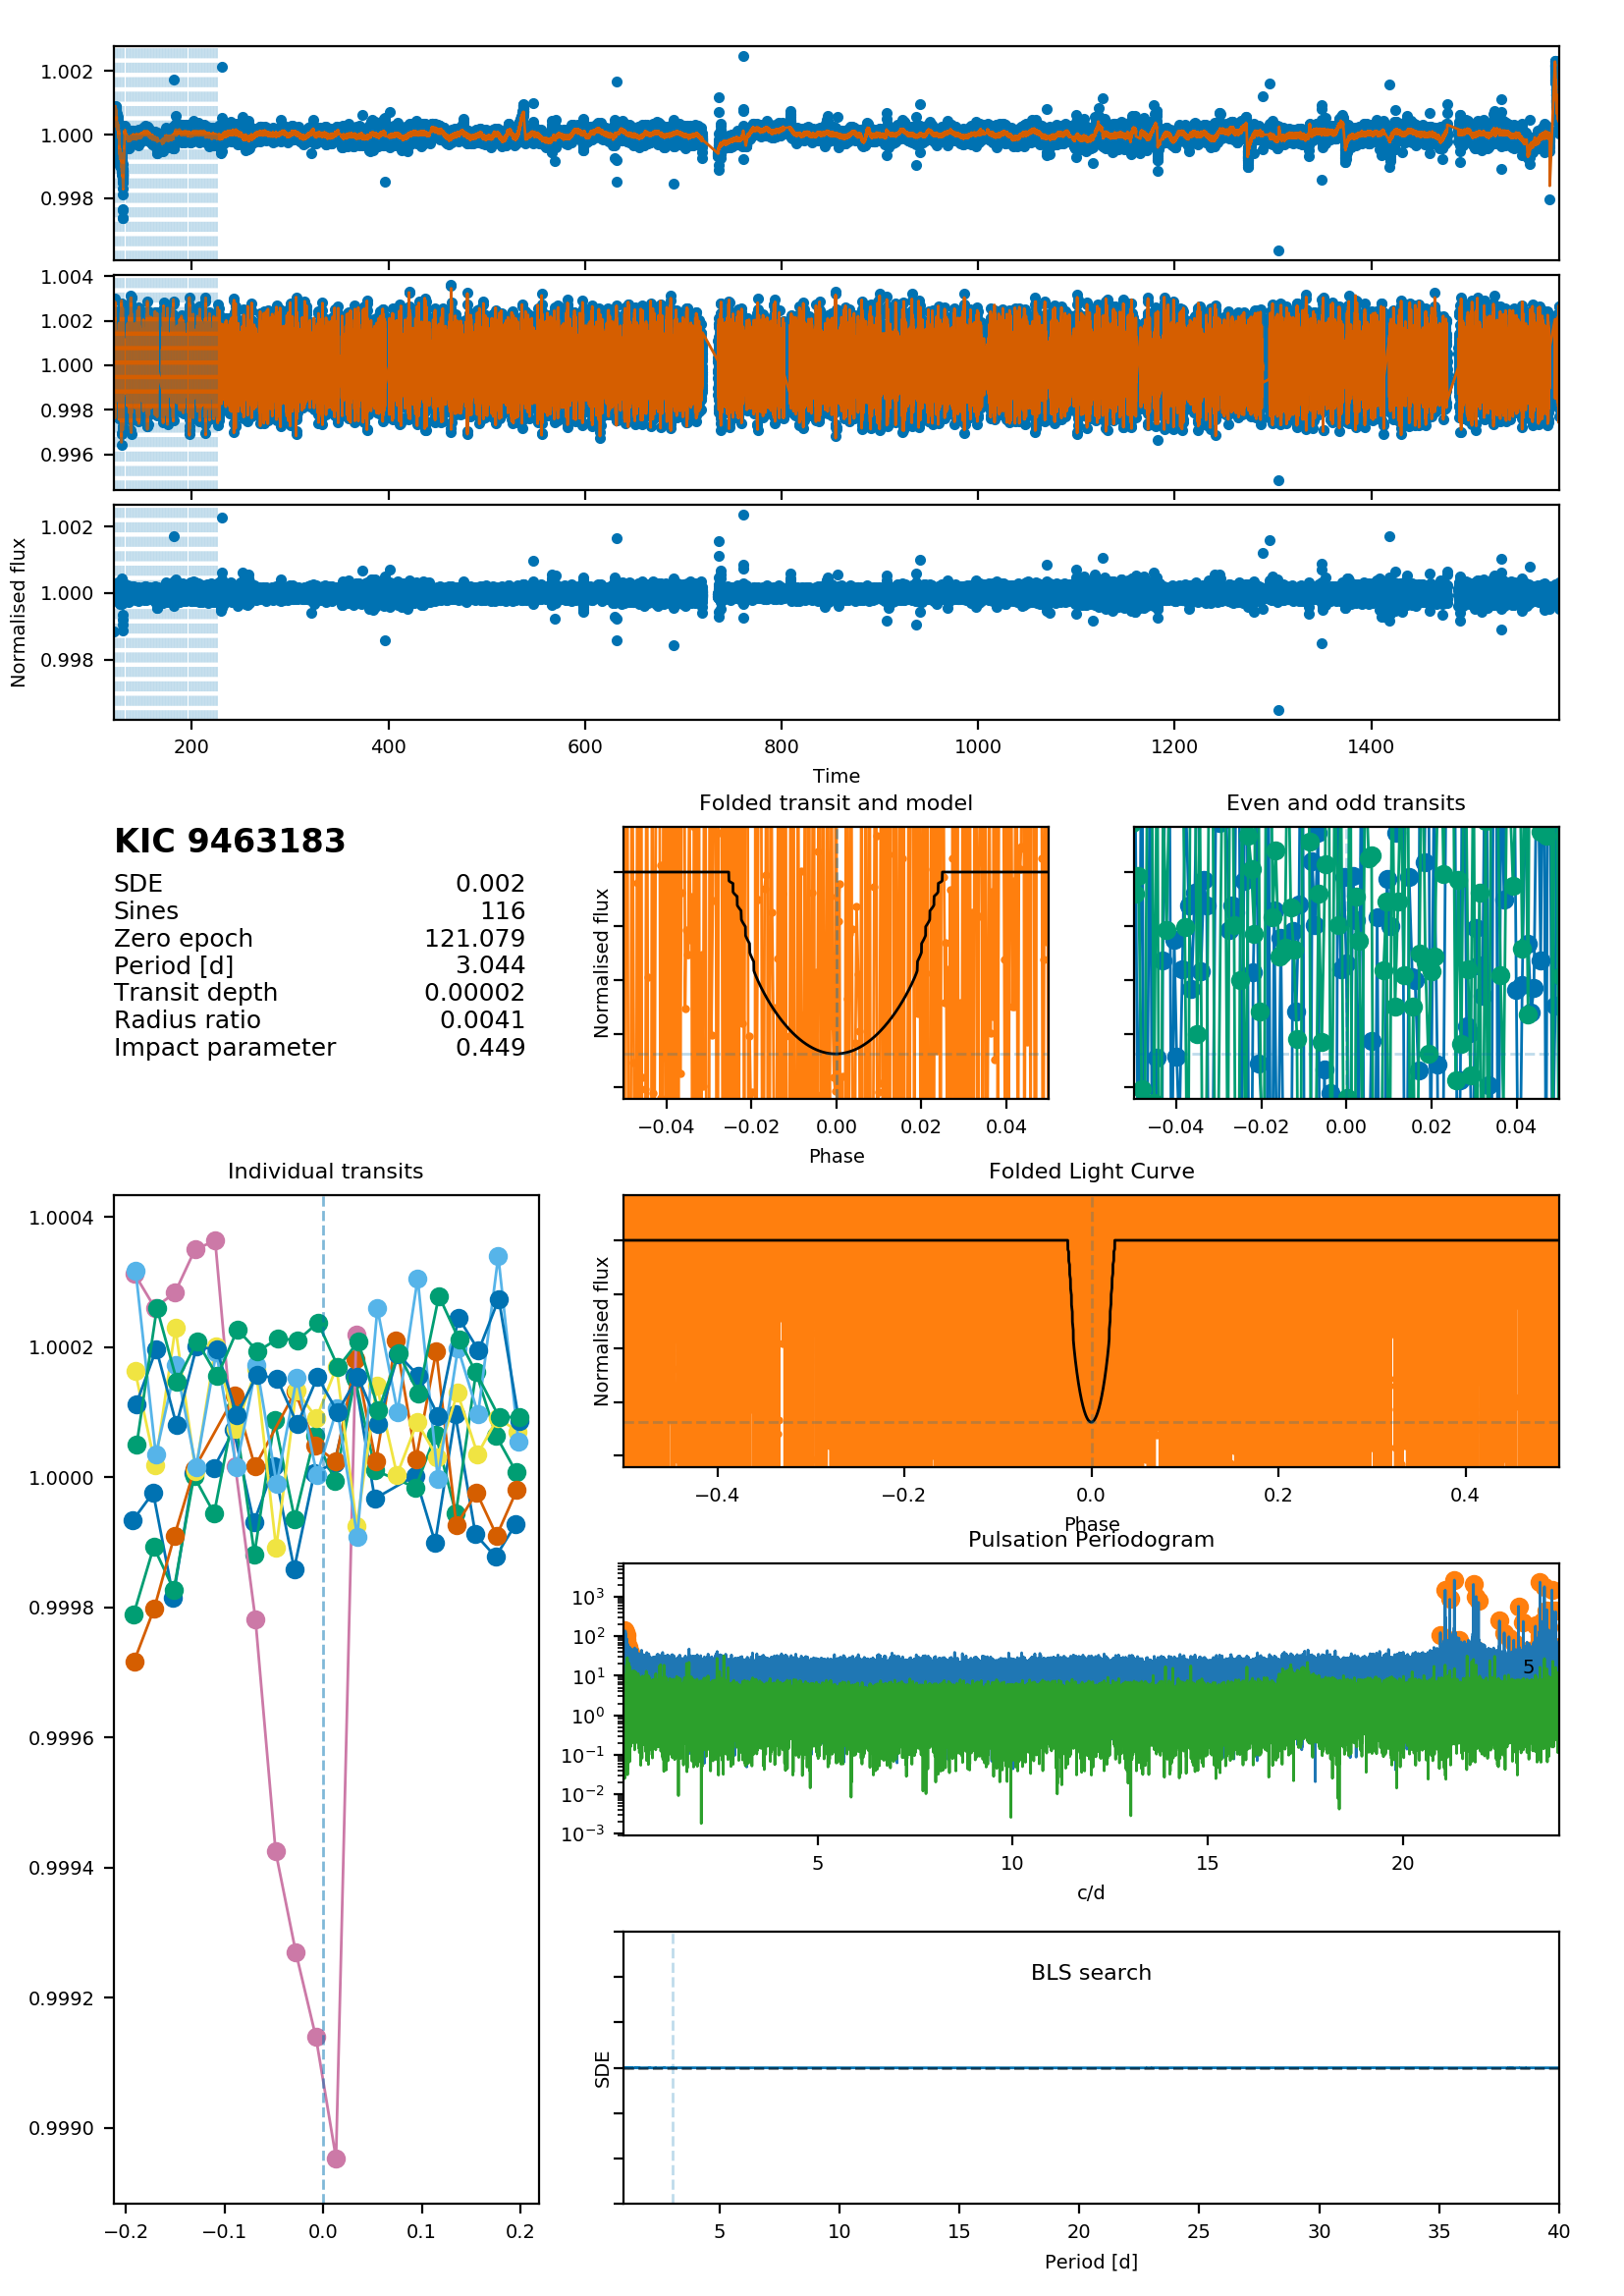 1.002
1.000
0.998
1.004
1.002
1.000
0.998
0.996
1.002
1.000
0.998
Normalised flux
200 400 600 800 1000 1200 1400
Time
KIC 9463183
SDE 0.002
Sines 116
Zero epoch 121.079
Period [d] 3.044
Transit depth 0.00002
Radius ratio 0.0041
Impact parameter 0.449
Folded transit and model
Normalised flux
−0.04 −0.02 0.00 0.02 0.04
Phase
Even and odd transits
−0.04 −0.02 0.00 0.02 0.04
Individual transits
1.0004
1.0002
1.0000
0.9998
0.9996
0.9994
0.9992
0.9990
−0.2 −0.1 0.0 0.1 0.2
Folded Light Curve
Normalised flux
−0.4 −0.2 0.0 0.2 0.4
Phase
Pulsation Periodogram
10³
10²
10¹
10⁰
10⁻¹
10⁻²
10⁻³
5
5 10 15 20
c/d
BLS search
SDE
5 10 15 20 25 30 35 40
Period [d]